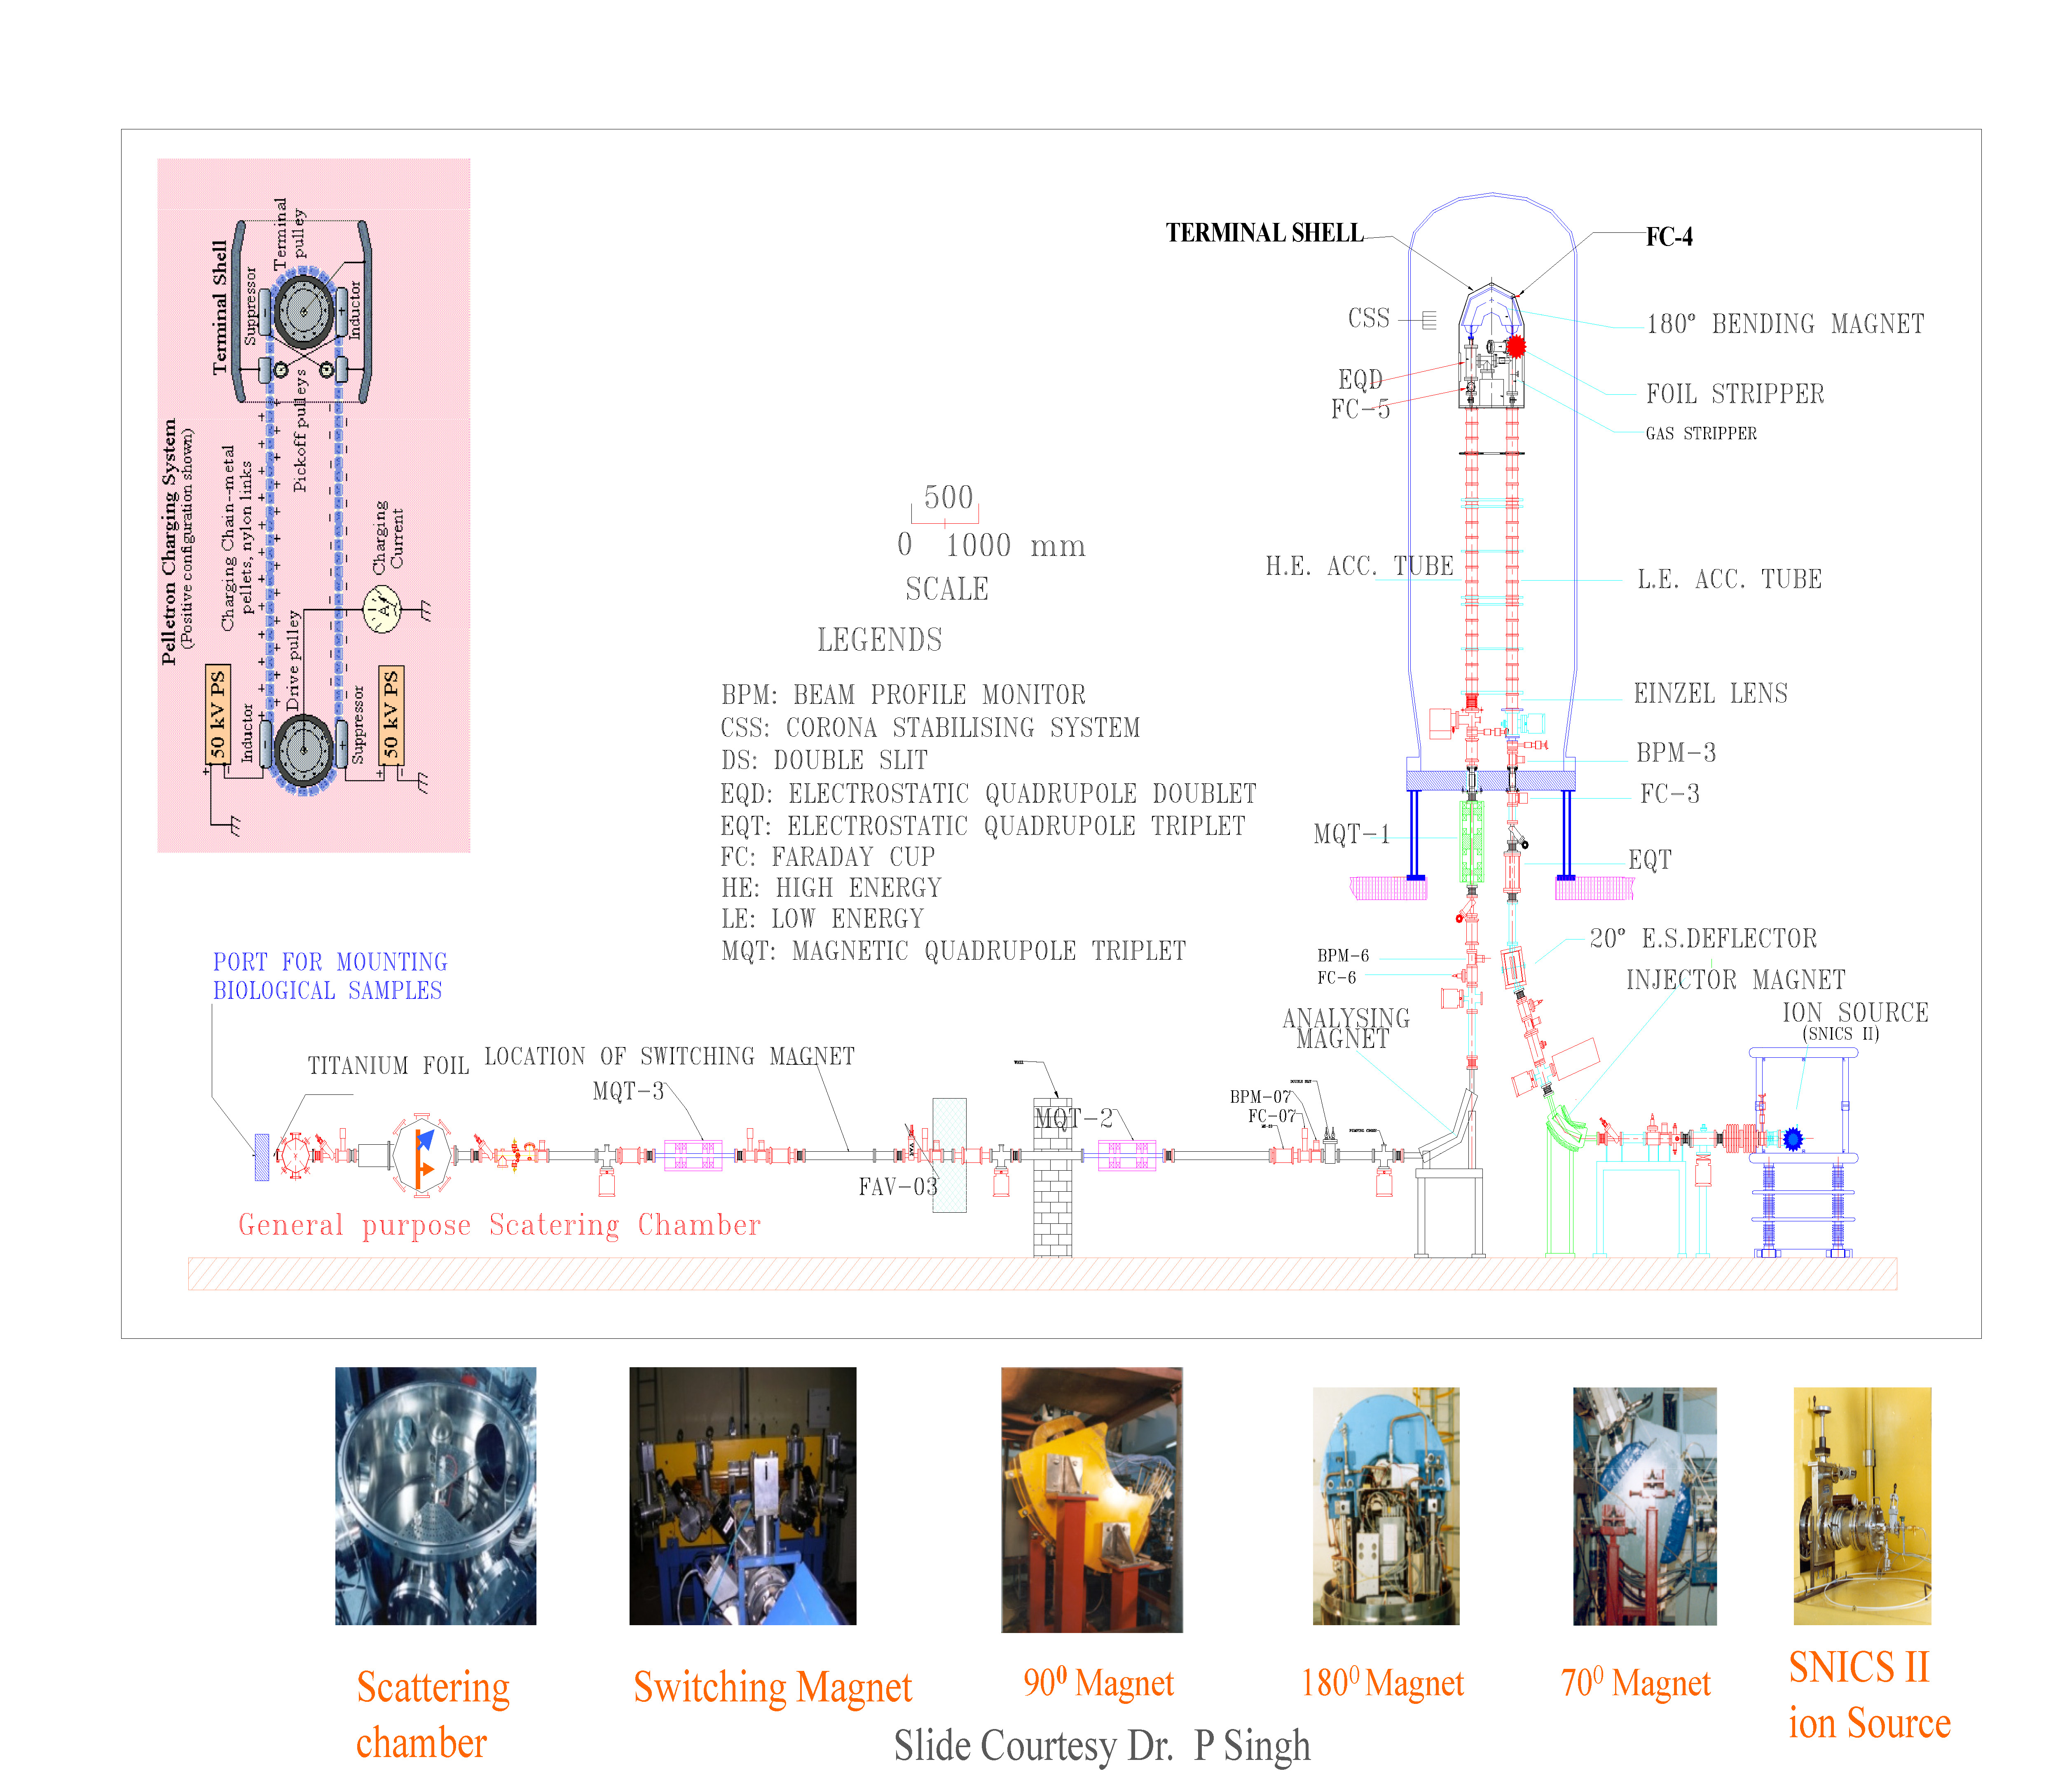 Pelletron Charging System
(Positive configuration shown)
Terminal Shell
Suppressor
Terminal
pulley
Inductor
Charging Chain--metal
pellets, nylon links
Pickoff pulleys
Charging
Current
A
Drive pulley
50 kV PS
Inductor
Suppressor
50 kV PS
TERMINAL SHELL
FC-4
CSS
180° BENDING MAGNET
EQD
FC-5
FOIL STRIPPER
GAS STRIPPER
500
0 1000 mm
SCALE
H.E. ACC. TUBE
L.E. ACC. TUBE
LEGENDS
BPM: BEAM PROFILE MONITOR
CSS: CORONA STABILISING SYSTEM
DS: DOUBLE SLIT
EQD: ELECTROSTATIC QUADRUPOLE DOUBLET
EQT: ELECTROSTATIC QUADRUPOLE TRIPLET
FC: FARADAY CUP
HE: HIGH ENERGY
LE: LOW ENERGY
MQT: MAGNETIC QUADRUPOLE TRIPLET
EINZEL LENS
BPM-3
FC-3
MQT-1
EQT
20° E.S.DEFLECTOR
BPM-6
FC-6
INJECTOR MAGNET
ION SOURCE
(SNICS II)
ANALYSING
MAGNET
PORT FOR MOUNTING
BIOLOGICAL SAMPLES
TITANIUM FOIL
LOCATION OF SWITCHING MAGNET
MQT-3
WALL
MQT-2
BPM-07
FC-07
FAV-03
General purpose Scatering Chamber
Scattering
chamber
Switching Magnet
90⁰ Magnet
180⁰ Magnet
70⁰ Magnet
SNICS II
ion Source
Slide Courtesy Dr. P Singh